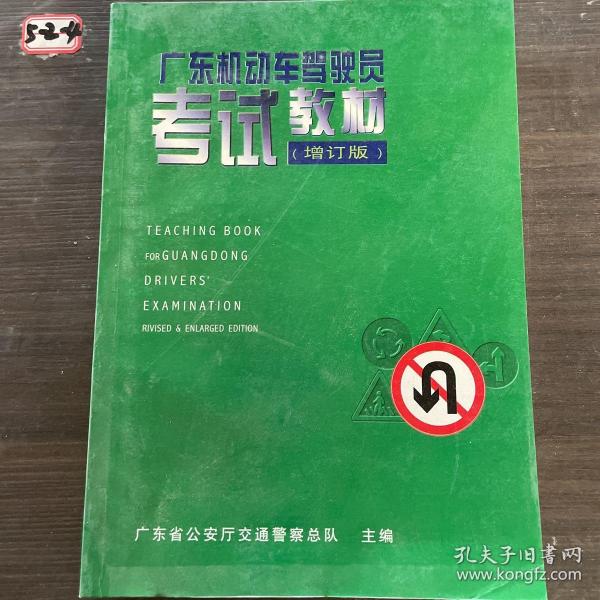 5-2-4
广东机动车驾驶员
考试教材
（增订版）
TEACHING BOOK
FOR GUANGDONG
DRIVERS'
EXAMINATION
RIVISED & ENLARGED EDITION
广东省公安厅交通警察总队 主编
孔夫子旧书网
www.kongfz.com